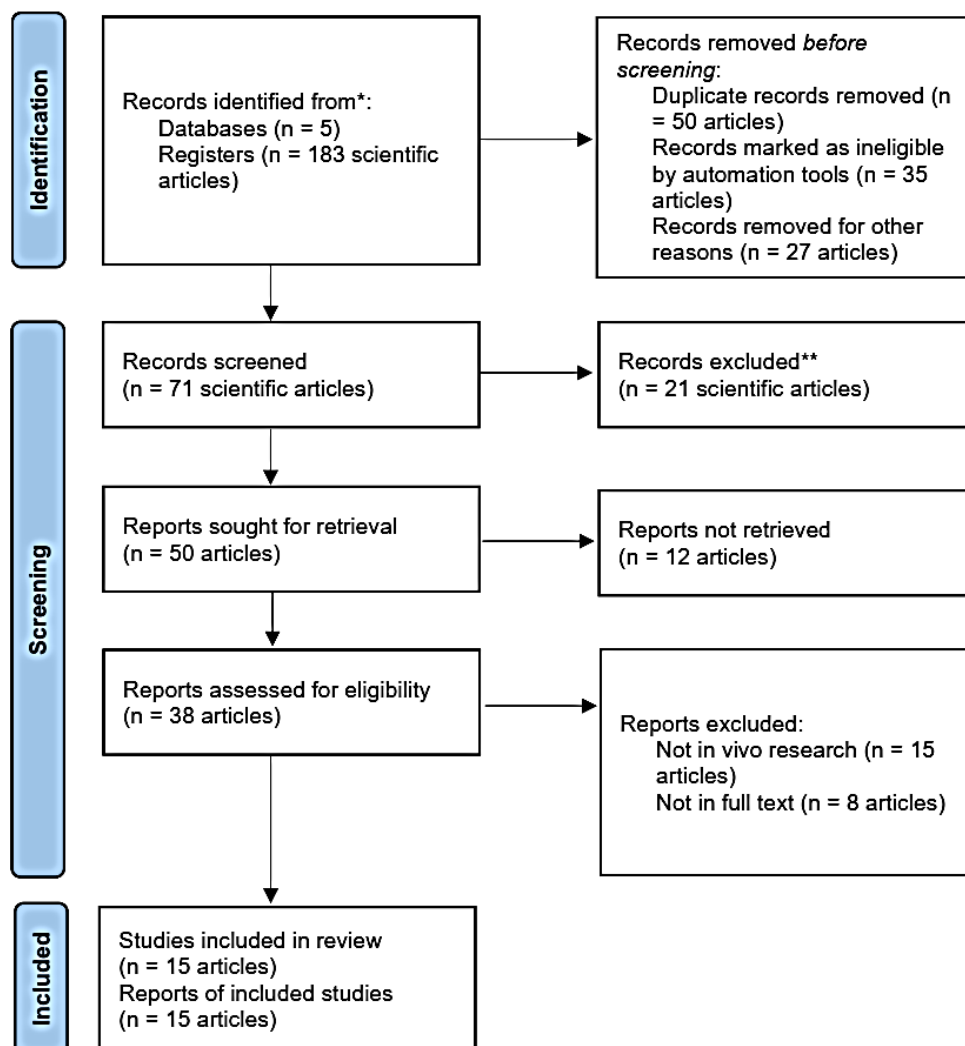 Identification
Records identified from*:
Databases (n = 5)
Registers (n = 183 scientific
articles)
Records removed before
screening:
Duplicate records removed (n
= 50 articles)
Records marked as ineligible
by automation tools (n = 35
articles)
Records removed for other
reasons (n = 27 articles)
Screening
Records screened
(n = 71 scientific articles)
Records excluded**
(n = 21 scientific articles)
Reports sought for retrieval
(n = 50 articles)
Reports not retrieved
(n = 12 articles)
Reports assessed for eligibility
(n = 38 articles)
Reports excluded:
Not in vivo research (n = 15
articles)
Not in full text (n = 8 articles)
Included
Studies included in review
(n = 15 articles)
Reports of included studies
(n = 15 articles)